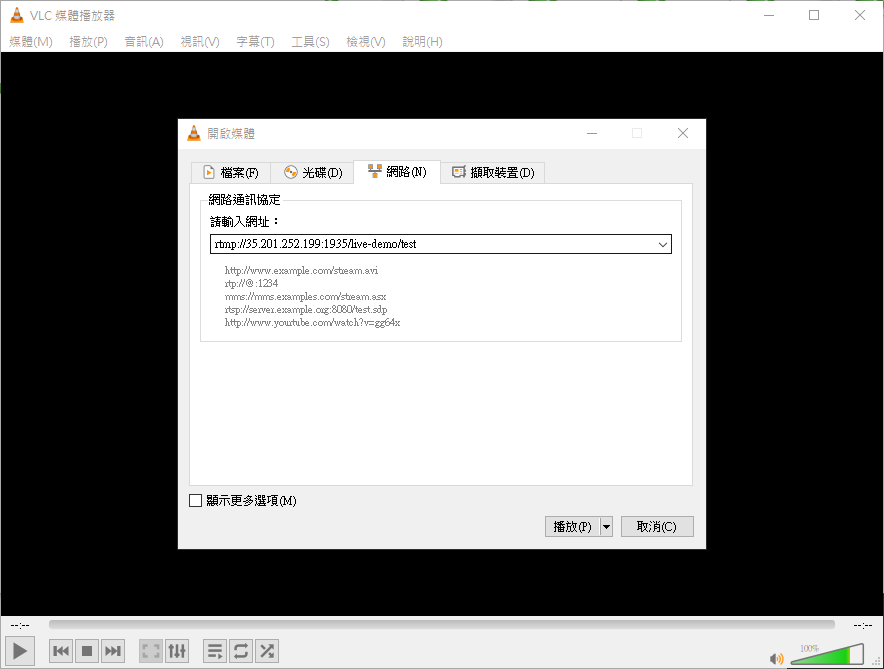 VLC 媒體播放器
媒體(M) 播放(P) 音訊(A) 視訊(V) 字幕(T) 工具(S) 檢視(V) 說明(H)
開啟媒體
檔案(F) 光碟(D) 網路(N) 擷取裝置(D)
網路通訊協定
請輸入網址：
rtmp://35.201.252.199:1935/live-demo/test
http://www.example.com/stream.avi
rtp://@:1234
mms://mms.examples.com/stream.asx
rtsp://server.example.org:8080/test.sdp
http://www.yourtube.com/watch?v=gg64x
顯示更多選項(M)
播放(P) 取消(C)
--:-- --:--
100%